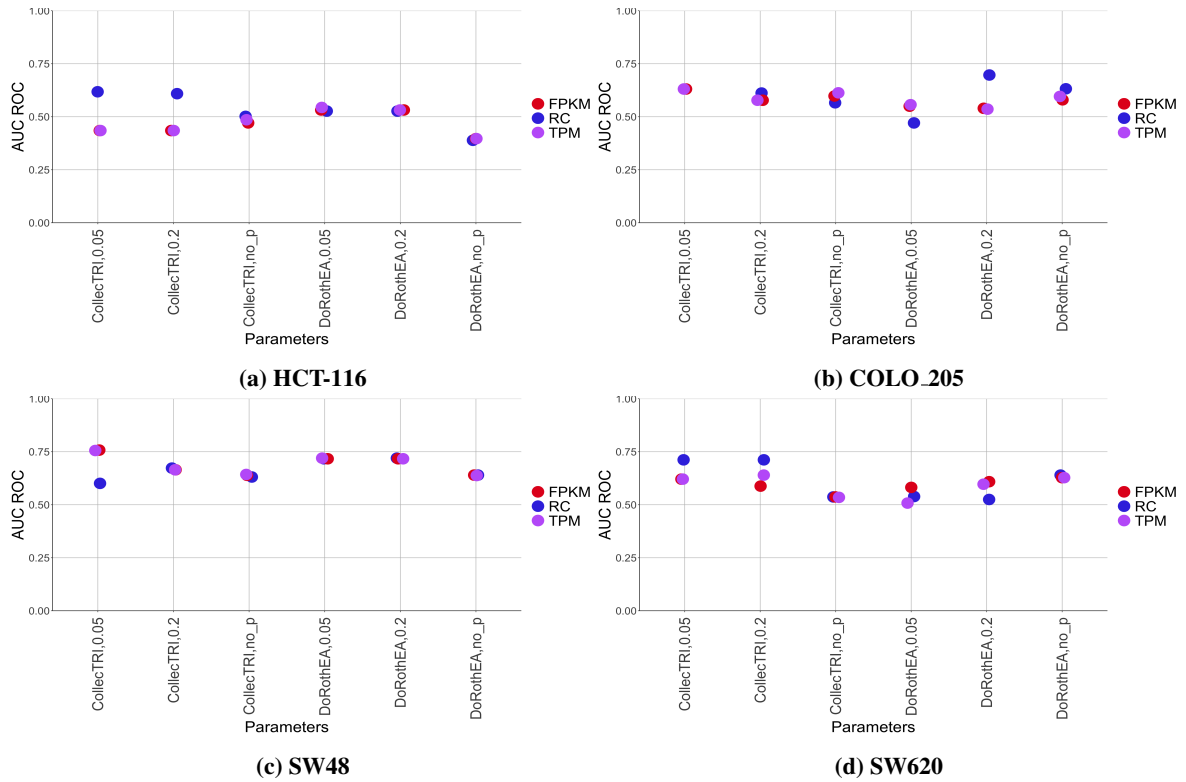 1.00
0.75
0.50
0.25
0.00
AUC ROC
CollecTRI,0.05
CollecTRI,0.2
CollecTRI,no_p
DoRothEA,0.05
DoRothEA,0.2
DoRothEA,no_p
Parameters
FPKM
RC
TPM
(a) HCT-116
1.00
0.75
0.50
0.25
0.00
AUC ROC
CollecTRI,0.05
CollecTRI,0.2
CollecTRI,no_p
DoRothEA,0.05
DoRothEA,0.2
DoRothEA,no_p
Parameters
FPKM
RC
TPM
(b) COLO_205
1.00
0.75
0.50
0.25
0.00
AUC ROC
CollecTRI,0.05
CollecTRI,0.2
CollecTRI,no_p
DoRothEA,0.05
DoRothEA,0.2
DoRothEA,no_p
Parameters
FPKM
RC
TPM
(c) SW48
1.00
0.75
0.50
0.25
0.00
AUC ROC
CollecTRI,0.05
CollecTRI,0.2
CollecTRI,no_p
DoRothEA,0.05
DoRothEA,0.2
DoRothEA,no_p
Parameters
FPKM
RC
TPM
(d) SW620